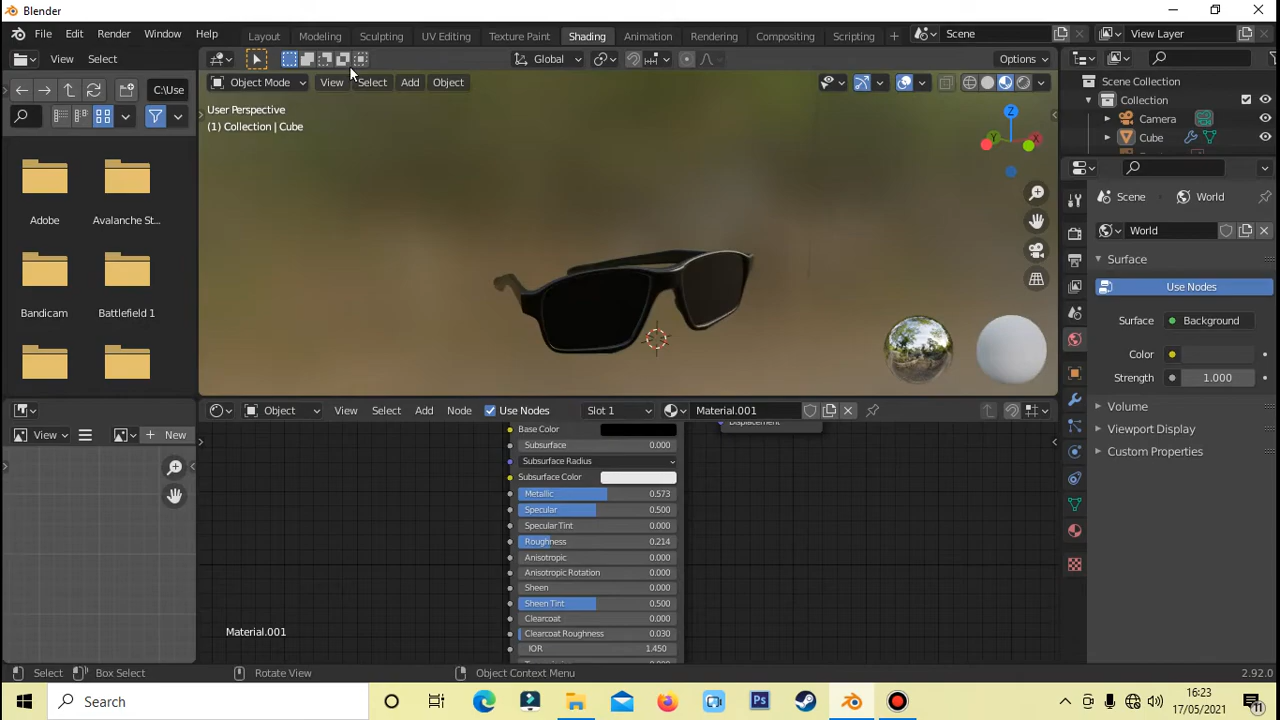 Blender
File Edit Render Window Help Layout Modeling Sculpting UV Editing Texture Paint Shading Animation Rendering Compositing Scripting + Scene View Layer
View Select Global Options
C:\Use Object Mode View Select Add Object Scene Collection
User Perspective Collection
(1) Collection | Cube Camera
Cube
Z
Y X
Adobe Avalanche St... Scene World
World
Surface
Use Nodes
Bandicam Battlefield 1 Surface Background
Color
Strength 1.000
View New Object View Select Add Node Use Nodes Slot 1 Material.001 Volume
Displacement
Base Color Viewport Display
Subsurface 0.000 Custom Properties
Subsurface Radius
Subsurface Color
Metallic 0.573
Specular 0.500
Specular Tint 0.000
Roughness 0.214
Anisotropic 0.000
Anisotropic Rotation 0.000
Sheen 0.000
Sheen Tint 0.500
Clearcoat 0.000
Material.001 Clearcoat Roughness 0.030
IOR 1.450
Select Box Select Rotate View Object Context Menu 2.92.0
Search Ps 16:23
17/05/2021